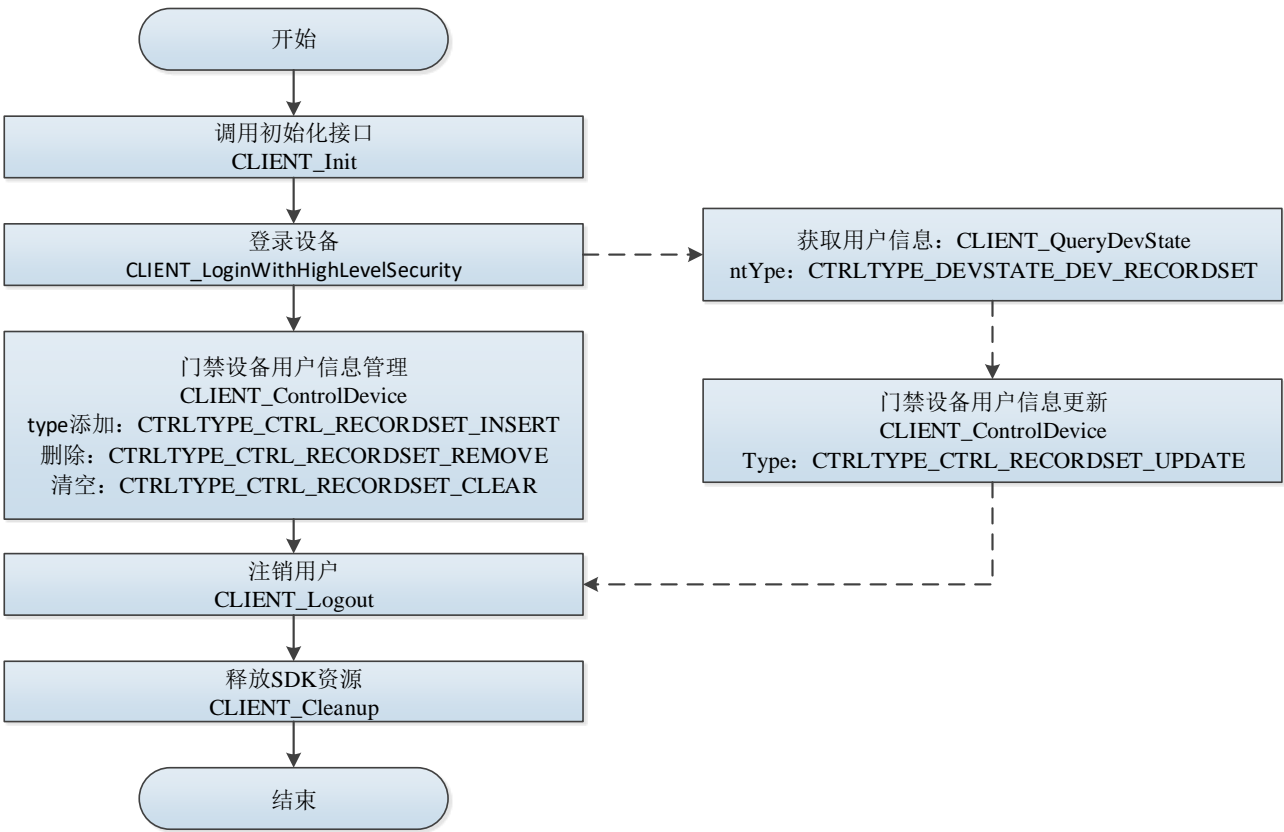 开始
调用初始化接口
CLIENT_Init
登录设备
CLIENT_LoginWithHighLevelSecurity
获取用户信息：CLIENT_QueryDevState
ntYpe：CTRLTYPE_DEVSTATE_DEV_RECORDSET
门禁设备用户信息管理
CLIENT_ControlDevice
type添加：CTRLTYPE_CTRL_RECORDSET_INSERT
删除：CTRLTYPE_CTRL_RECORDSET_REMOVE
清空：CTRLTYPE_CTRL_RECORDSET_CLEAR
门禁设备用户信息更新
CLIENT_ControlDevice
Type：CTRLTYPE_CTRL_RECORDSET_UPDATE
注销用户
CLIENT_Logout
释放SDK资源
CLIENT_Cleanup
结束